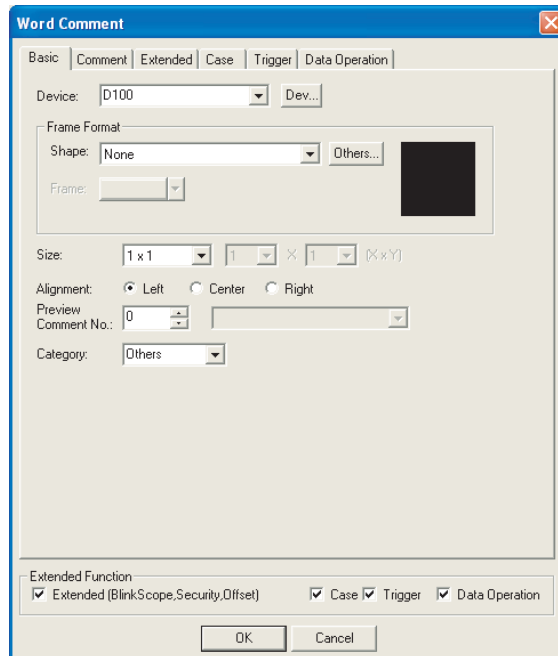 Word Comment
Basic Comment Extended Case Trigger Data Operation
Device: D100 Dev...
Frame Format
Shape: None Others...
Frame:
Size: 1 x 1 1 X 1 (X x Y)
Alignment: Left Center Right
Preview
Comment No.: 0
Category: Others
Extended Function
Extended (BlinkScope,Security,Offset) Case Trigger Data Operation
OK Cancel